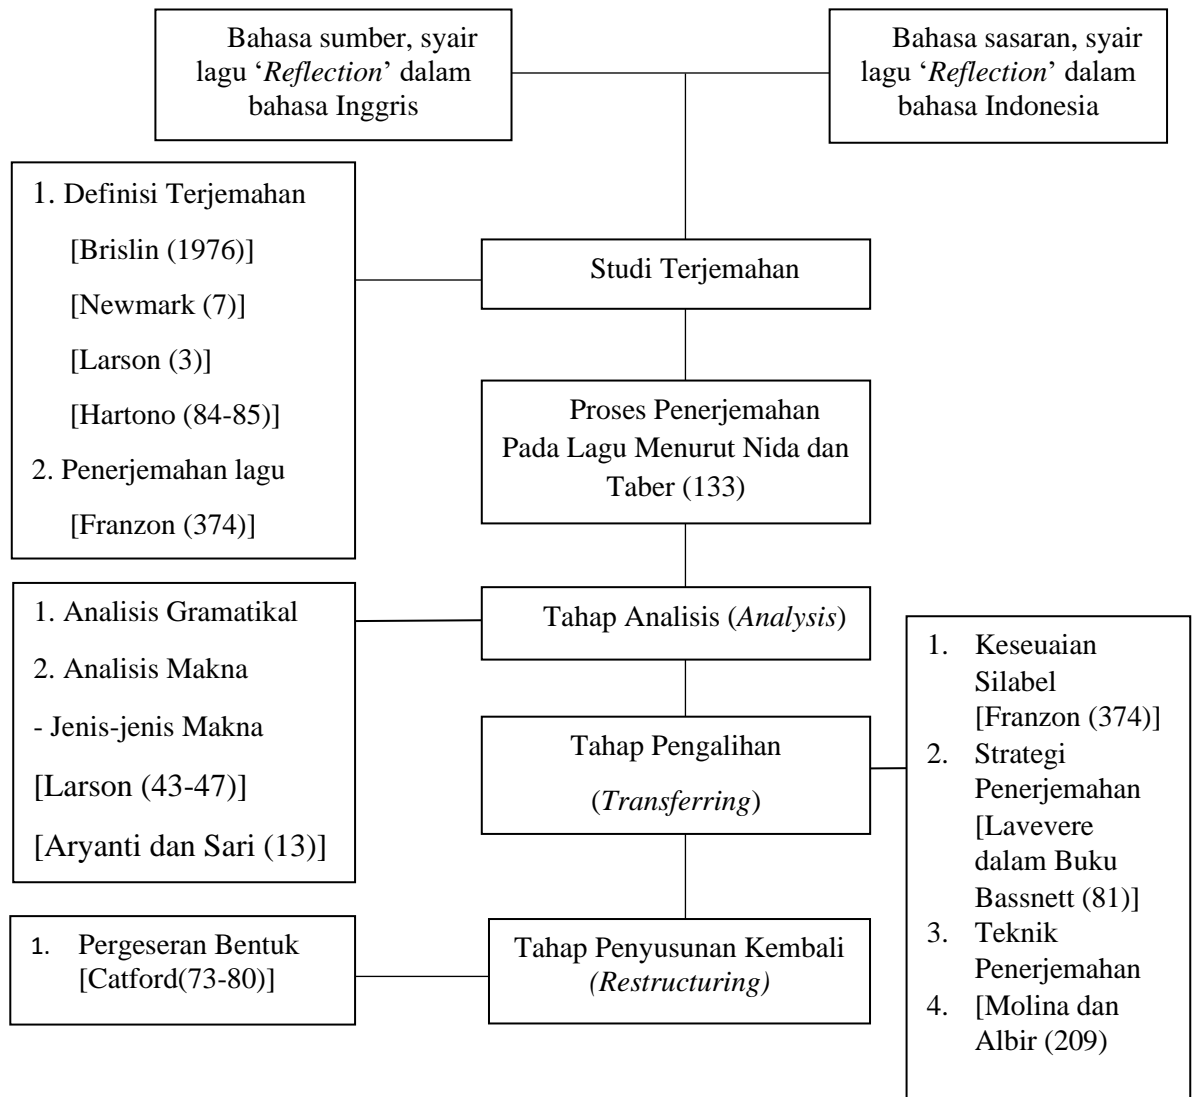 Bahasa sumber, syair
lagu ‘Reflection’ dalam
bahasa Inggris
Bahasa sasaran, syair
lagu ‘Reflection’ dalam
bahasa Indonesia
1. Definisi Terjemahan
[Brislin (1976)]
[Newmark (7)]
[Larson (3)]
[Hartono (84-85)]
2. Penerjemahan lagu
[Franzon (374)]
Studi Terjemahan
Proses Penerjemahan
Pada Lagu Menurut Nida dan
Taber (133)
1. Analisis Gramatikal
2. Analisis Makna
- Jenis-jenis Makna
[Larson (43-47)]
[Aryanti dan Sari (13)]
Tahap Analisis (Analysis)
Tahap Pengalihan
(Transferring)
1. Keseuaian
Silabel
[Franzon (374)]
2. Strategi
Penerjemahan
[Lavevere
dalam Buku
Bassnett (81)]
3. Teknik
Penerjemahan
4. [Molina dan
Albir (209)
1. Pergeseran Bentuk
[Catford(73-80)]
Tahap Penyusunan Kembali
(Restructuring)